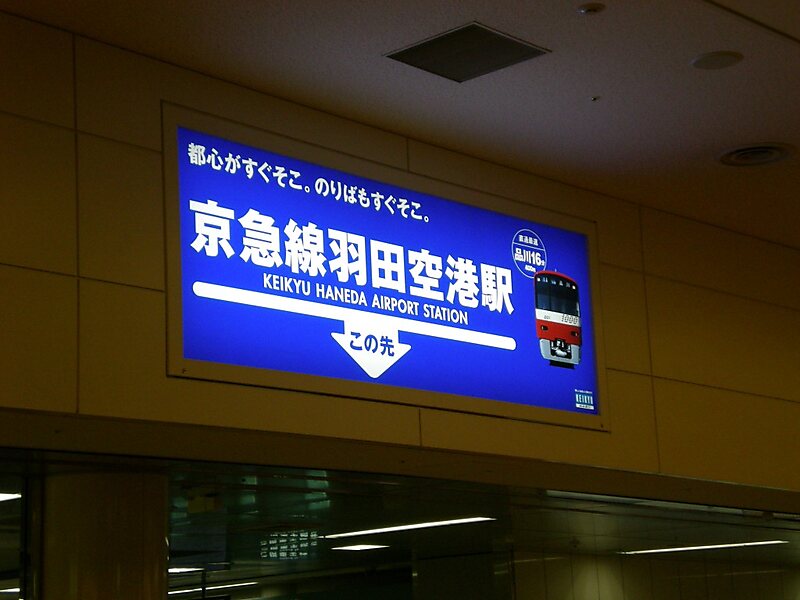 都心がすぐそこ。のりばもすぐそこ。
京急線羽田空港駅
KEIKYU HANEDA AIRPORT STATION
この先
品川16分
1000
KEIKYU